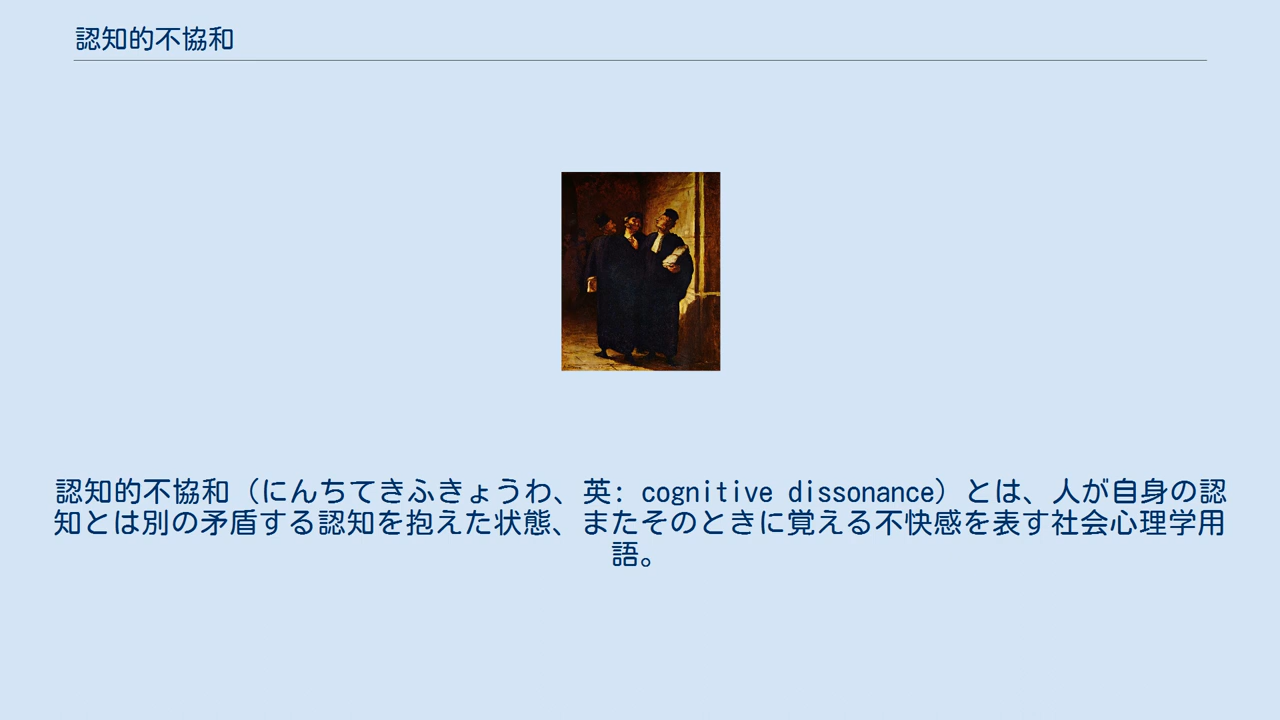 認知的不協和
認知的不協和（にんちてきふきょうわ、英: cognitive dissonance）とは、人が自身の認
知とは別の矛盾する認知を抱えた状態、またそのときに覚える不快感を表す社会心理学用
語。